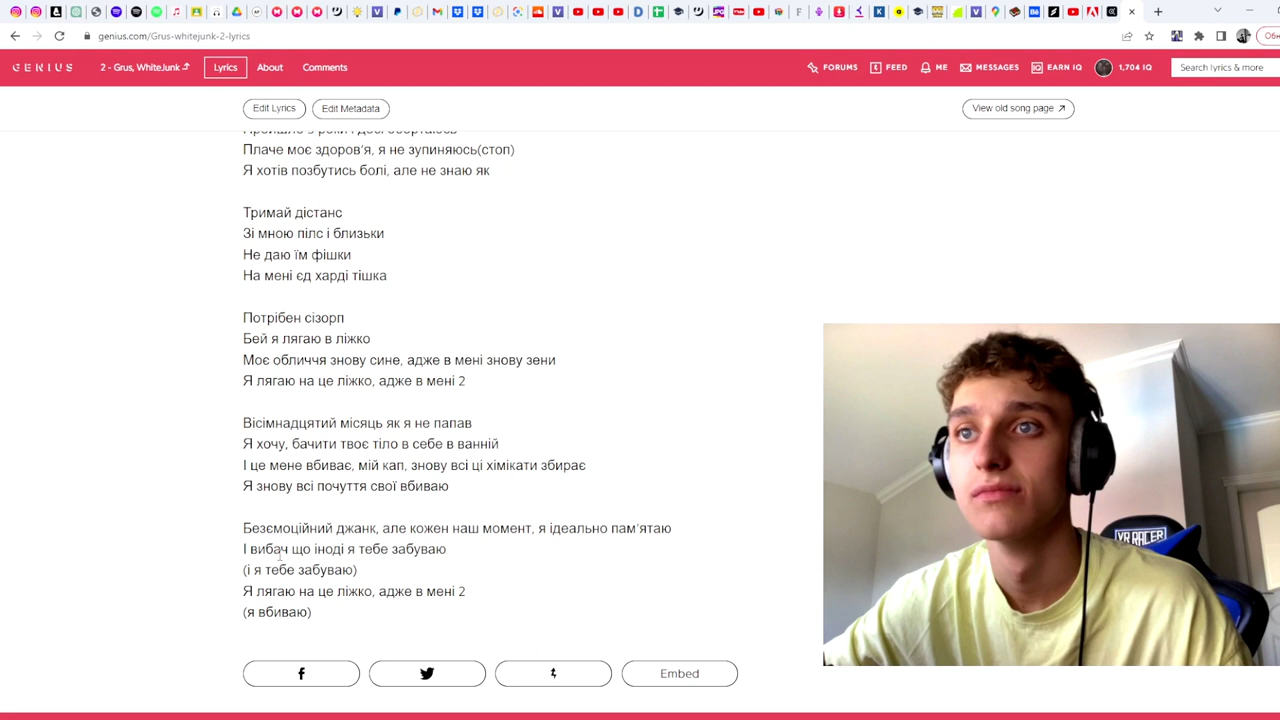 genius.com/Grus-whitejunk-2-lyrics
GENIUS
2 - Grus, WhiteJunk
Lyrics
About
Comments
FORUMS
FEED
ME
MESSAGES
EARN IQ
1,704 IQ
Search lyrics & more
Edit Lyrics
Edit Metadata
View old song page
Плаче моє здоров'я, я не зупиняюсь(стоп)
Я хотів позбутись болі, але не знаю як
Тримай дістанс
Зі мною пілс і близьки
Не даю їм фішки
На мені єд харді тішка
Потрібен сізорп
Бей я лягаю в ліжко
Моє обличчя знову сине, адже в мені знову зени
Я лягаю на це ліжко, адже в мені 2
Вісімнадцятий місяць як я не папав
Я хочу, бачити твоє тіло в себе в ванній
І це мене вбиває, мій кап, знову всі ці хімікати збирає
Я знову всі почуття свої вбиваю
Безємоційний джанк, але кожен наш момент, я ідеально пам'ятаю
І вибач що іноді я тебе забуваю
(і я тебе забуваю)
Я лягаю на це ліжко, адже в мені 2
(я вбиваю)
Embed
VR RACER